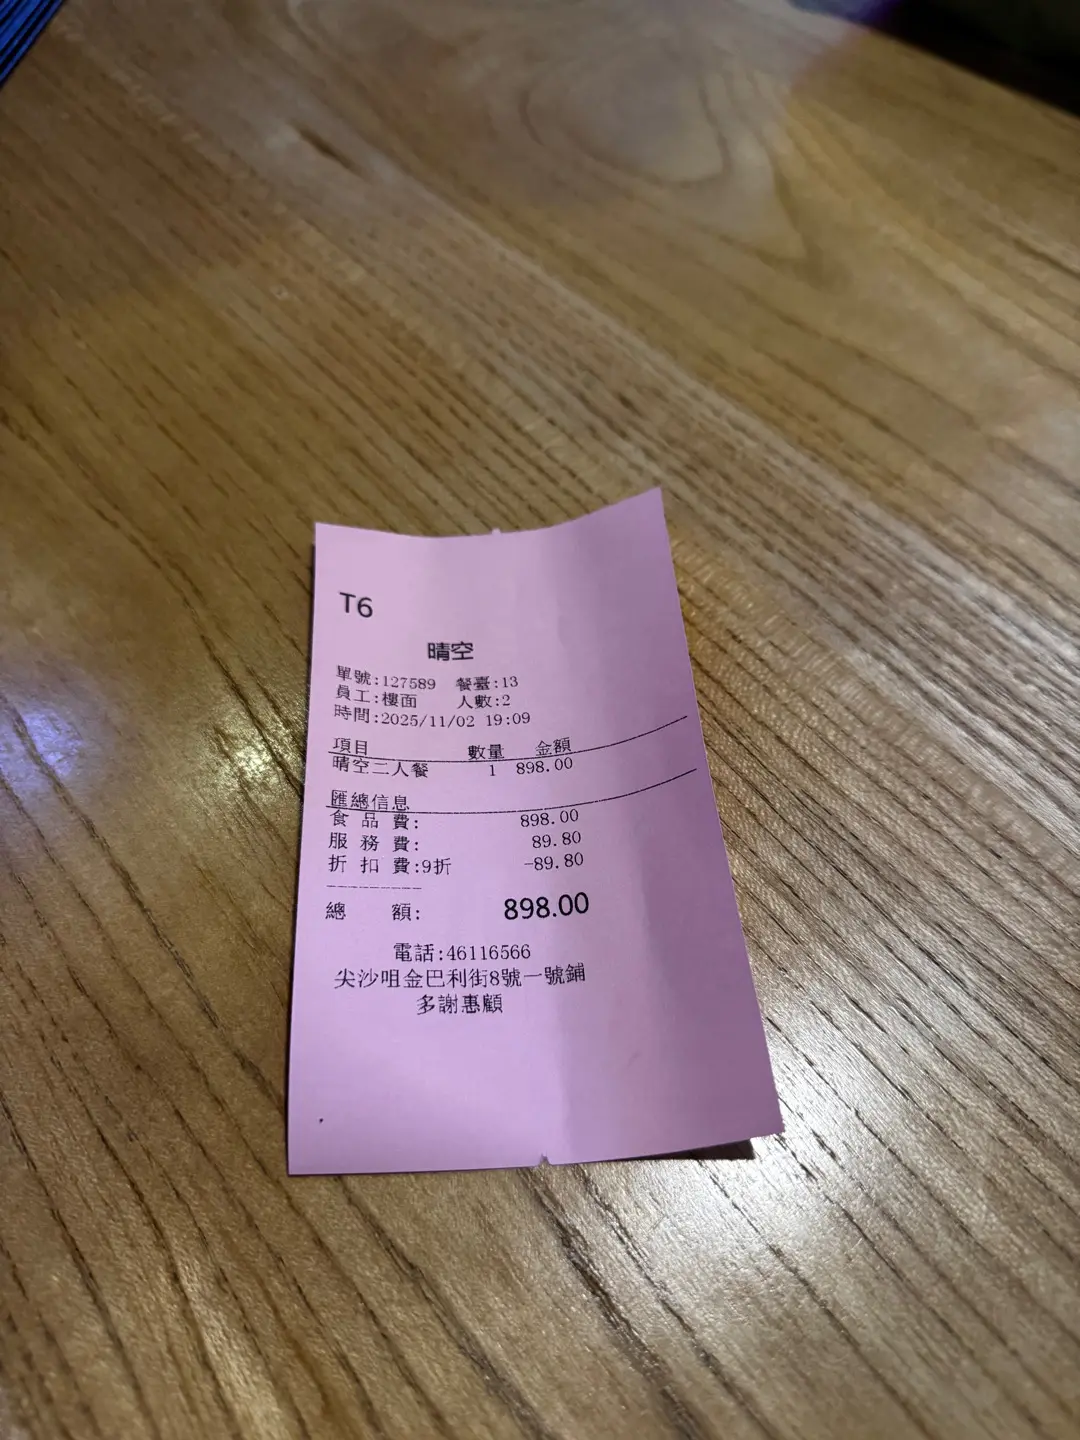 T6
晴空
單號:127589 餐臺:13
員工:樓面 人數:2
時間:2025/11/02 19:09
項目 數量 金額
晴空二人餐 1 898.00
匯總信息
食品費: 898.00
服務費: 89.80
折扣費:9折 -89.80
總額: 898.00
電話:46116566
尖沙咀金巴利街8號一號鋪
多謝惠顧